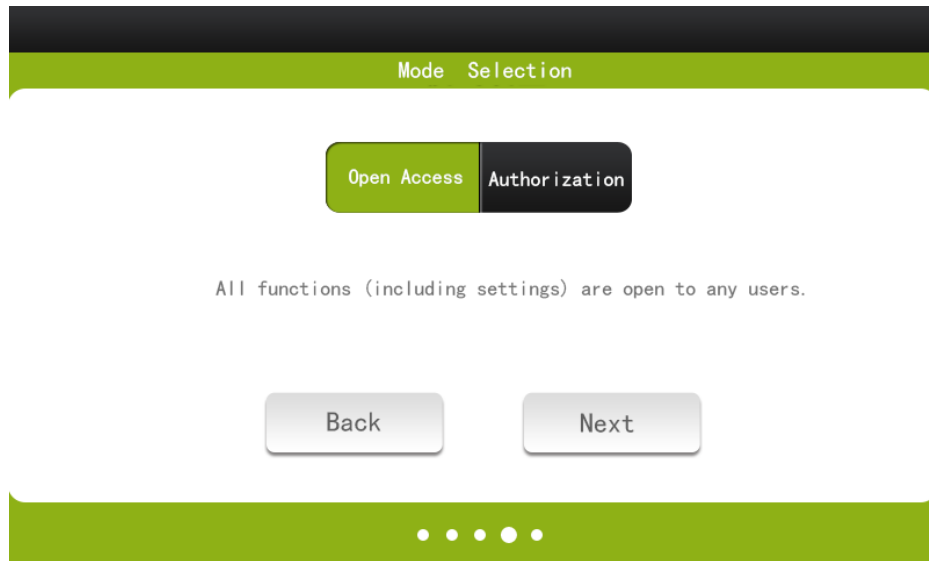 Mode Selection
Open Access
Authorization
All functions (including settings) are open to any users.
Back
Next